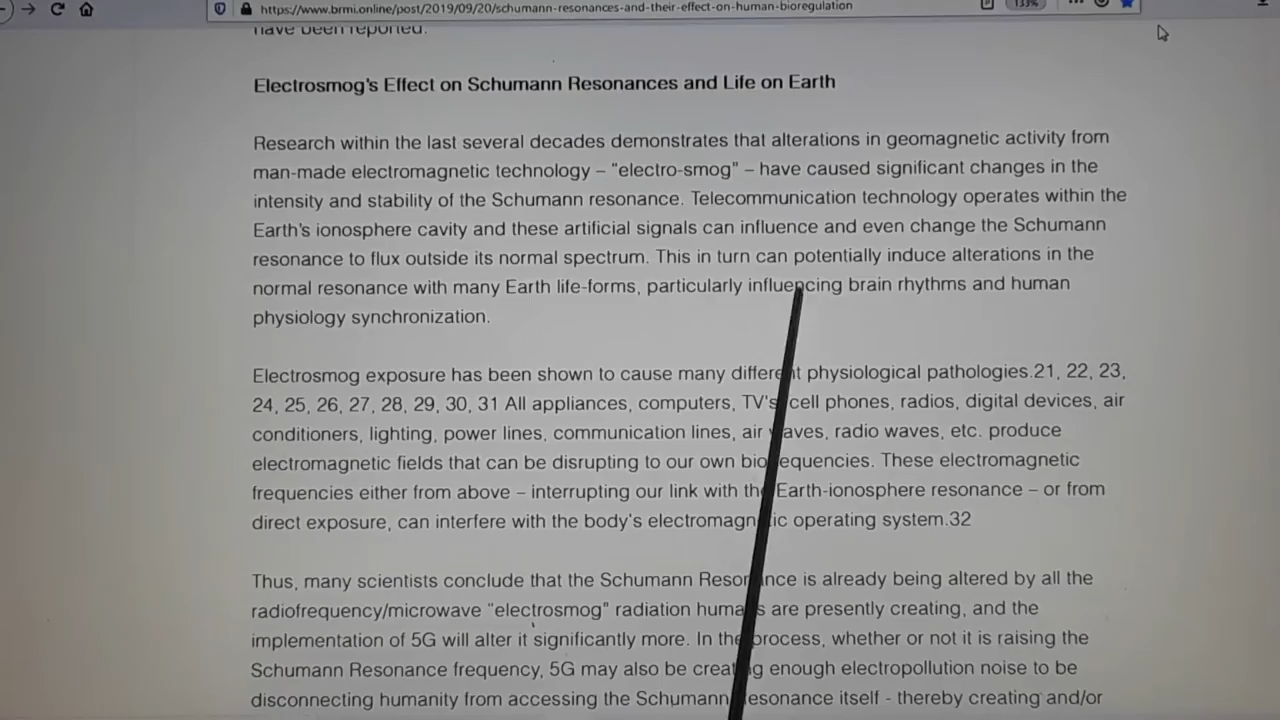 https://www.brmi.online/post/2019/09/20/schumann-resonances-and-their-effect-on-human-bioregulation
133%
have been reported.
Electrosmog's Effect on Schumann Resonances and Life on Earth
Research within the last several decades demonstrates that alterations in geomagnetic activity from
man-made electromagnetic technology – "electro-smog" – have caused significant changes in the
intensity and stability of the Schumann resonance. Telecommunication technology operates within the
Earth's ionosphere cavity and these artificial signals can influence and even change the Schumann
resonance to flux outside its normal spectrum. This in turn can potentially induce alterations in the
normal resonance with many Earth life-forms, particularly influencing brain rhythms and human
physiology synchronization.
Electrosmog exposure has been shown to cause many different physiological pathologies.21, 22, 23,
24, 25, 26, 27, 28, 29, 30, 31 All appliances, computers, TV's, cell phones, radios, digital devices, air
conditioners, lighting, power lines, communication lines, air waves, radio waves, etc. produce
electromagnetic fields that can be disrupting to our own biofrequencies. These electromagnetic
frequencies either from above – interrupting our link with the Earth-ionosphere resonance – or from
direct exposure, can interfere with the body's electromagnetic operating system.32
Thus, many scientists conclude that the Schumann Resonance is already being altered by all the
radiofrequency/microwave "electrosmog" radiation humans are presently creating, and the
implementation of 5G will alter it significantly more. In the process, whether or not it is raising the
Schumann Resonance frequency, 5G may also be creating enough electropollution noise to be
disconnecting humanity from accessing the Schumann Resonance itself - thereby creating and/or